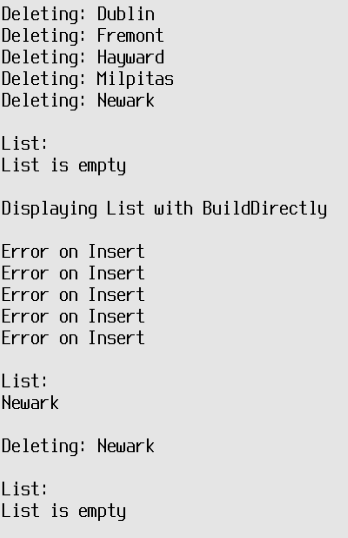 Deleting: Dublin
Deleting: Fremont
Deleting: Hayward
Deleting: Milpitas
Deleting: Newark
List:
List is empty
Displaying List with BuildDirectly
Error on Insert
Error on Insert
Error on Insert
Error on Insert
Error on Insert
List:
Newark
Deleting: Newark
List:
List is empty